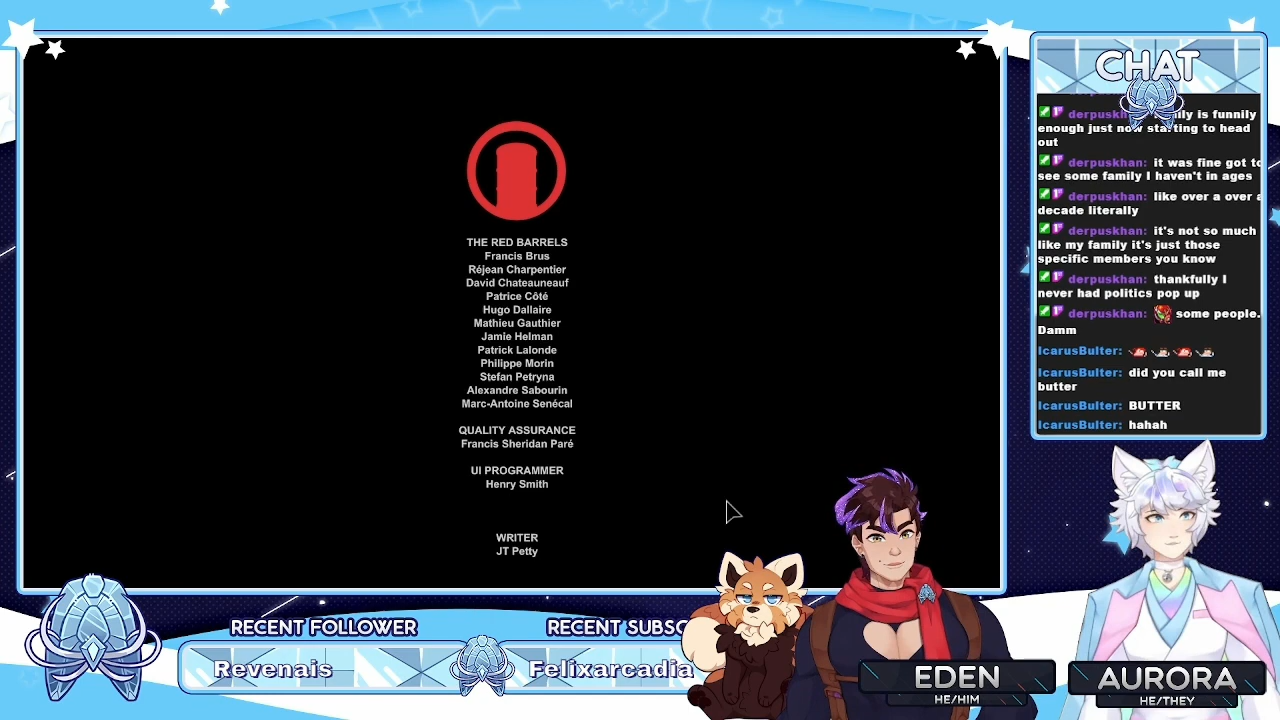 THE RED BARRELS
Francis Brus
Réjean Charpentier
David Chateauneuf
Patrice Côté
Hugo Dallaire
Mathieu Gauthier
Jamie Helman
Patrick Lalonde
Philippe Morin
Stefan Petryna
Alexandre Sabourin
Marc-Antoine Senécal
QUALITY ASSURANCE
Francis Sheridan Paré
UI PROGRAMMER
Henry Smith
WRITER
JT Petty
CHAT
is funnily
enough just now starting to head
out
derpuskhan: it was fine got to
see some family I haven't in ages
derpuskhan: like over a over a
decade literally
derpuskhan: it's not so much
like my family it's just those
specific members you know
derpuskhan: thankfully I
never had politics pop up
derpuskhan: some people.
Damm
IcarusBulter:
IcarusBulter: did you call me
butter
IcarusBulter: BUTTER
IcarusBulter: hahah
RECENT FOLLOWER
Revenais
RECENT SUBSC
Felixarcadia
EDEN
HE/HIM
AURORA
HE/THEY